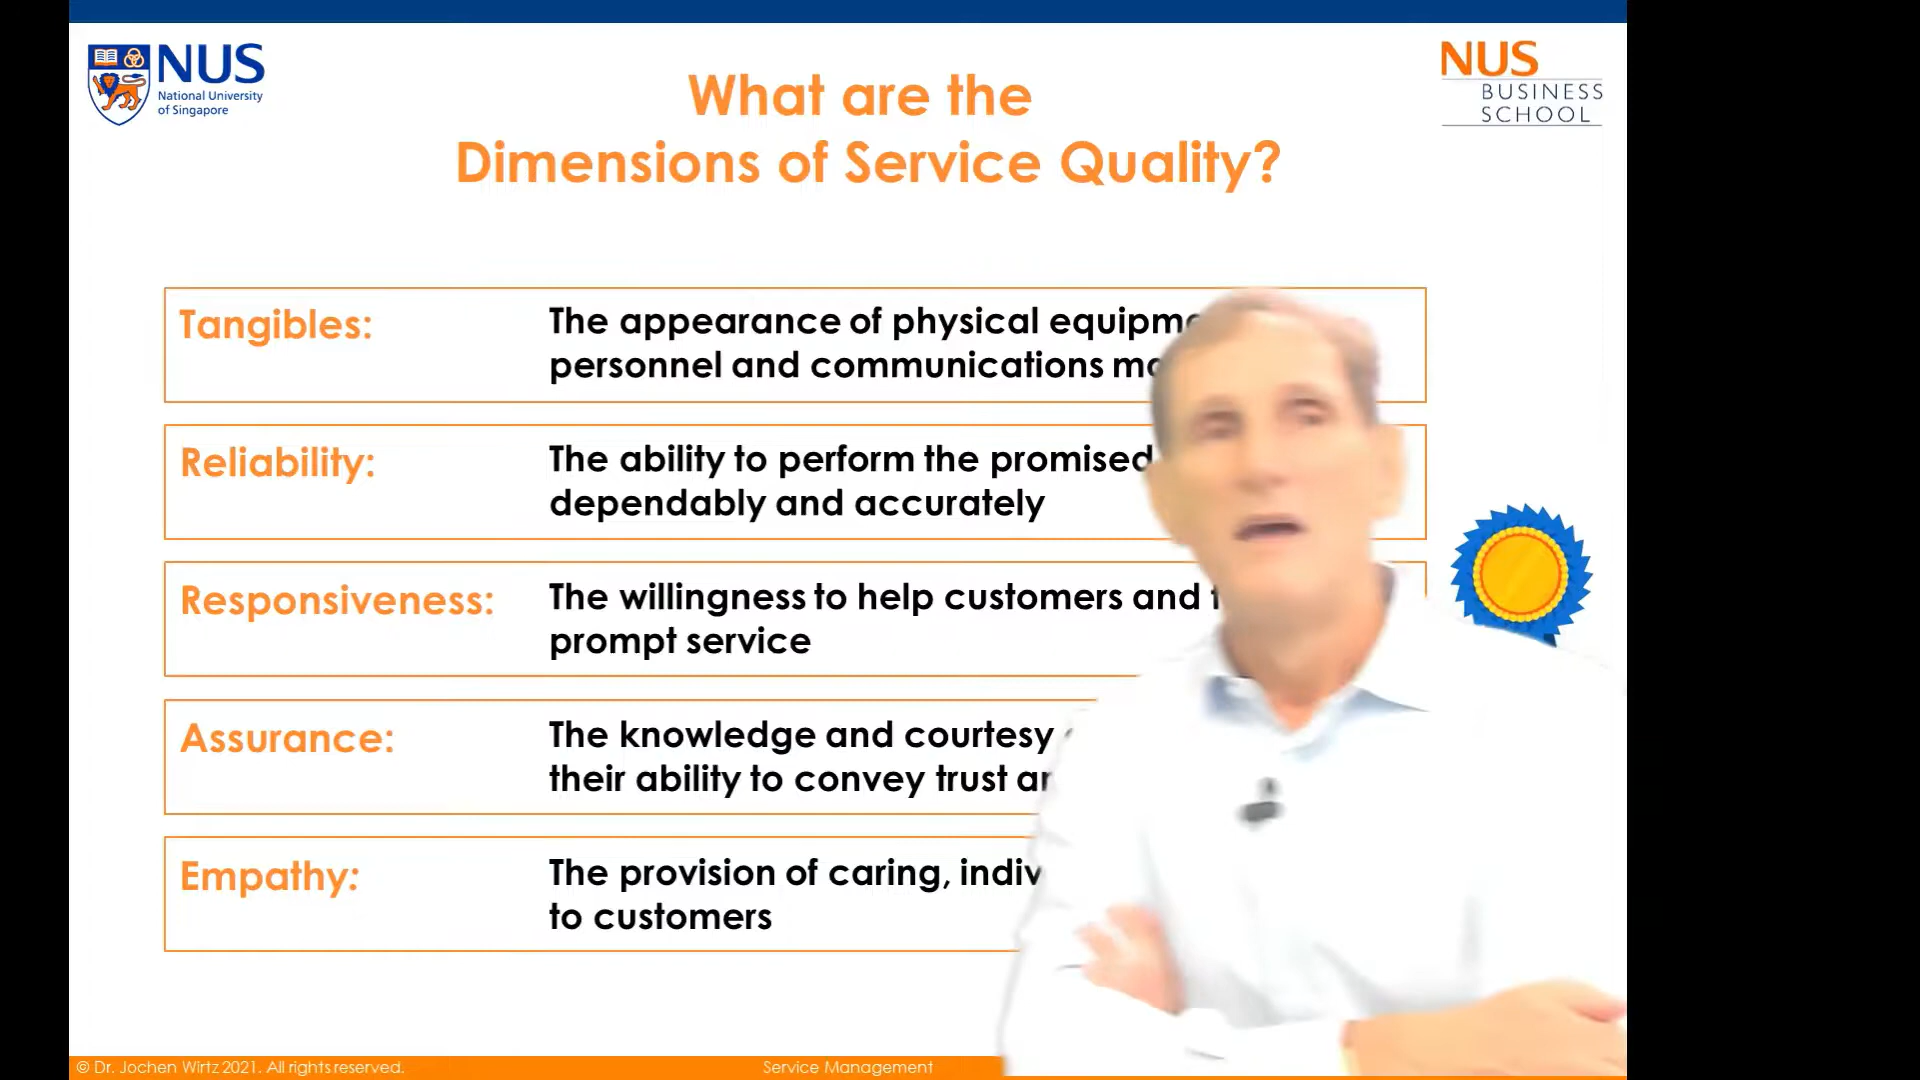 NUS
National University
of Singapore
NUS
BUSINESS
SCHOOL
What are the
Dimensions of Service Quality?
Tangibles:
The appearance of physical
personnel and communications
Reliability:
The ability to perform the promised
dependably and accurately
Responsiveness:
The willingness to help customers and
prompt service
Assurance:
The knowledge and courtesy
their ability to convey trust
Empathy:
The provision of caring,
to customers
© Dr. Jochen Wirtz 2021. All rights reserved.
Service Management